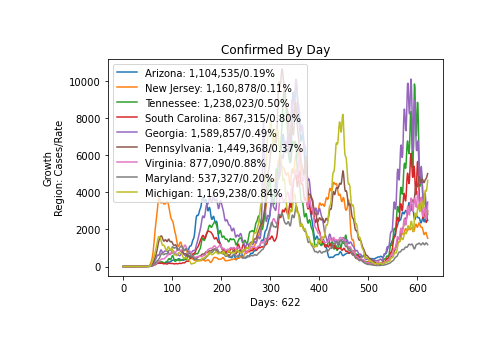 Confirmed By Day
Growth
Region: Cases/Rate
10000
8000
6000
4000
2000
0
Arizona: 1,104,535/0.19%
New Jersey: 1,160,878/0.11%
Tennessee: 1,238,023/0.50%
South Carolina: 867,315/0.80%
Georgia: 1,589,857/0.49%
Pennsylvania: 1,449,368/0.37%
Virginia: 877,090/0.88%
Maryland: 537,327/0.20%
Michigan: 1,169,238/0.84%
0 100 200 300 400 500 600
Days: 622